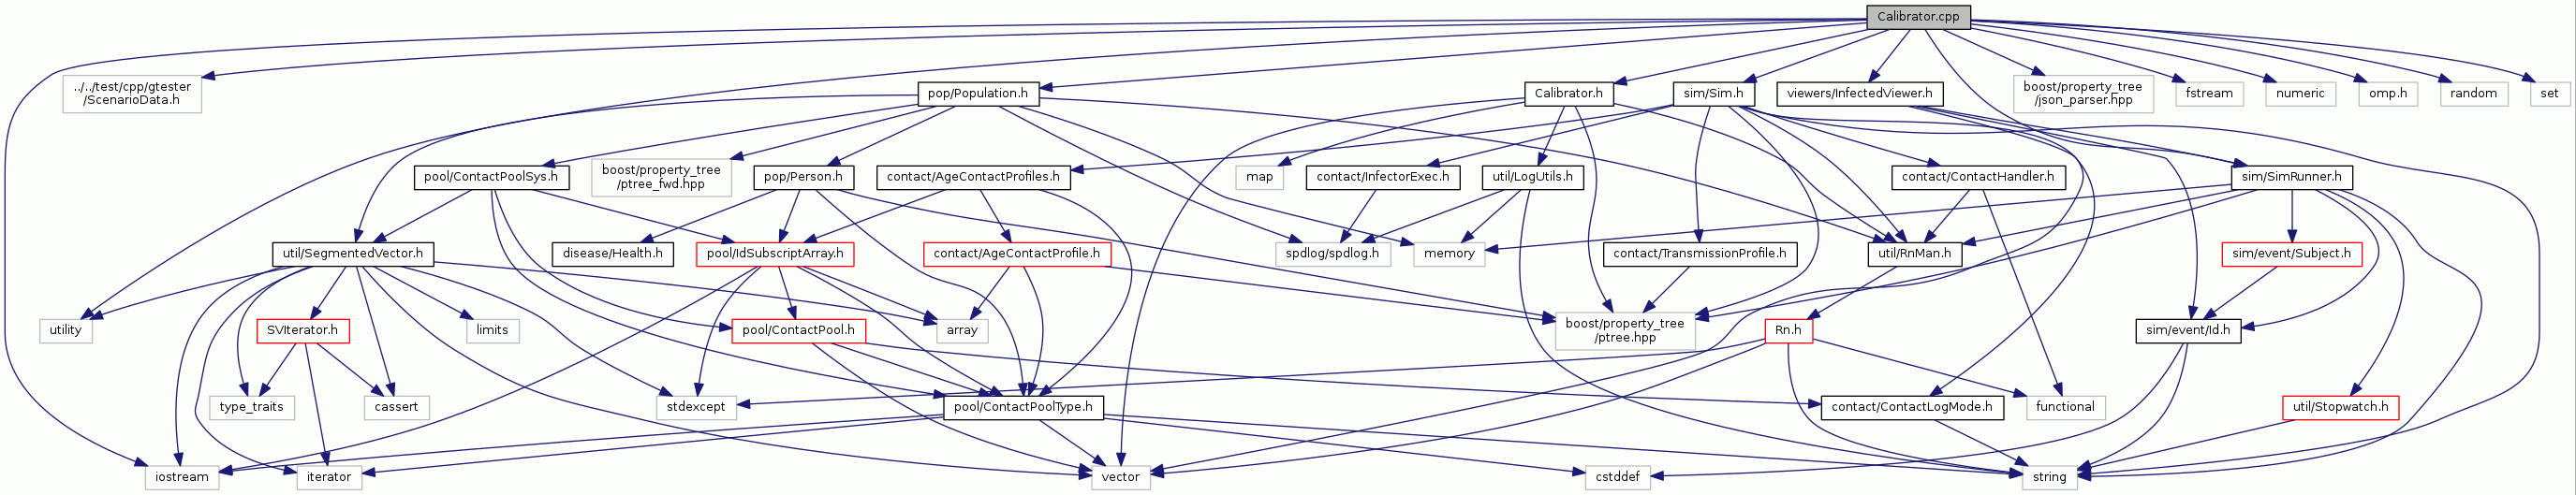 Calibrator.cpp
../../test/cpp/gtester
/ScenarioData.h
pop/Population.h
Calibrator.h
sim/Sim.h
viewers/InfectedViewer.h
boost/property_tree
/json_parser.hpp
fstream
numeric
omp.h
random
set
pool/ContactPoolSys.h
boost/property_tree
/ptree_fwd.hpp
pop/Person.h
contact/AgeContactProfiles.h
map
contact/InfectorExec.h
util/LogUtils.h
contact/ContactHandler.h
sim/SimRunner.h
util/SegmentedVector.h
disease/Health.h
pool/IdSubscriptArray.h
contact/AgeContactProfile.h
spdlog/spdlog.h
memory
contact/TransmissionProfile.h
util/RnMan.h
sim/event/Subject.h
utility
SVIterator.h
limits
pool/ContactPool.h
array
boost/property_tree
/ptree.hpp
Rn.h
sim/event/Id.h
type_traits
cassert
stdexcept
pool/ContactPoolType.h
contact/ContactLogMode.h
functional
util/Stopwatch.h
iostream
iterator
vector
cstddef
string